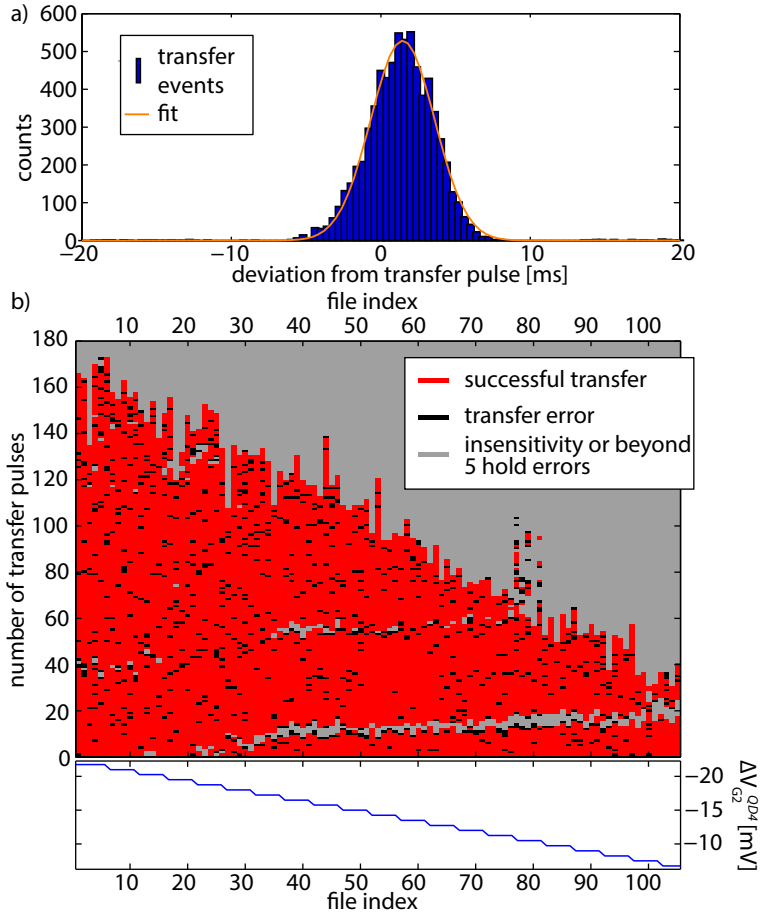 a)
600
500
400
300
200
100
0
counts
transfer
events
fit
−20
−10
0
10
20
deviation from transfer pulse [ms]
b)
file index
10 20 30 40 50 60 70 80 90 100
180
160
140
120
100
80
60
40
20
0
number of transfer pulses
successful transfer
transfer error
insensitivity or beyond
5 hold errors
−20
−15
−10
ΔV_G2^QD4 [mV]
10 20 30 40 50 60 70 80 90 100
file index